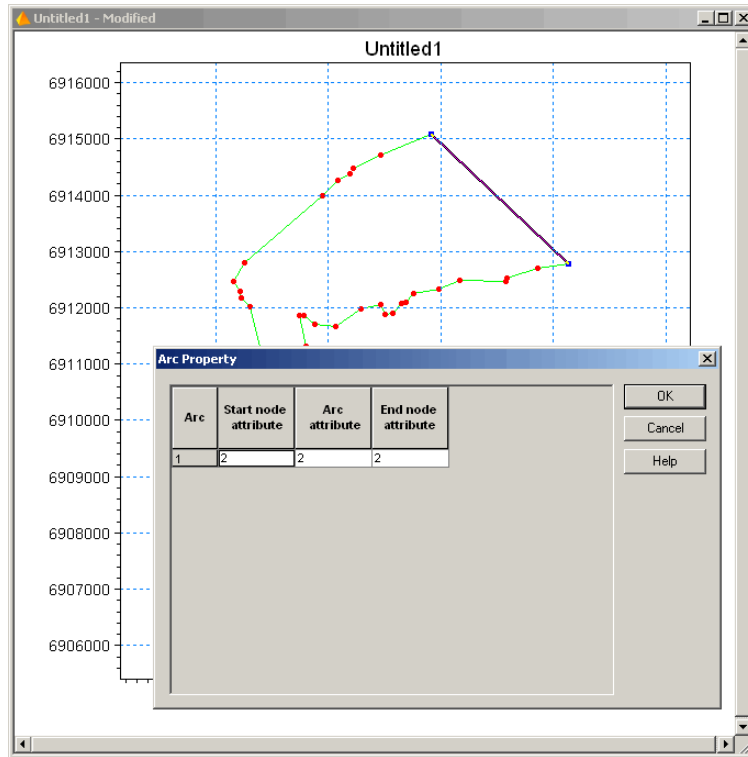 Untitled1 - Modified
Untitled1
6916000
6915000
6914000
6913000
6912000
6911000
6910000
6909000
6908000
6907000
6906000
Arc Property
Arc
Start node attribute
Arc attribute
End node attribute
1 2 2 2
OK
Cancel
Help